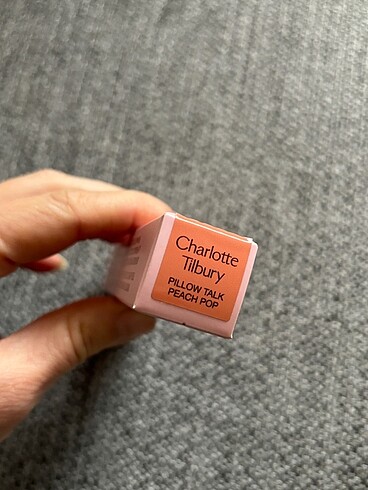 Charlotte
Tilbury
PILLOW TALK
PEACH POP